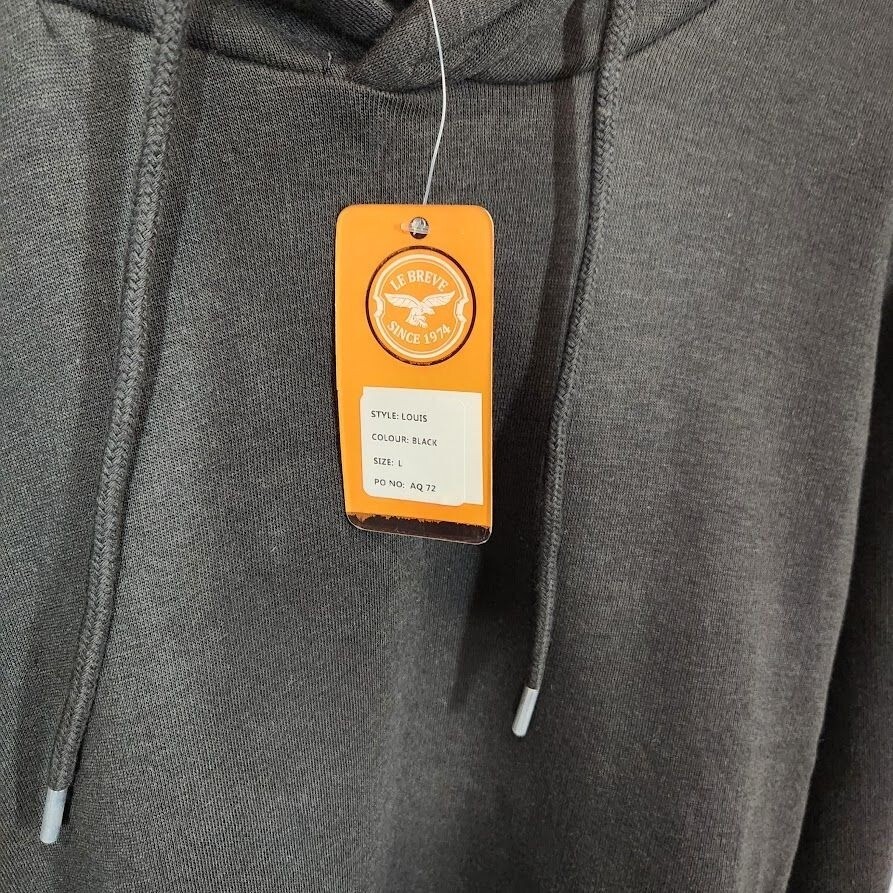 LE BREVE
SINCE 1974
STYLE: LOUIS
COLOUR: BLACK
SIZE: L
PO NO: AQ 72